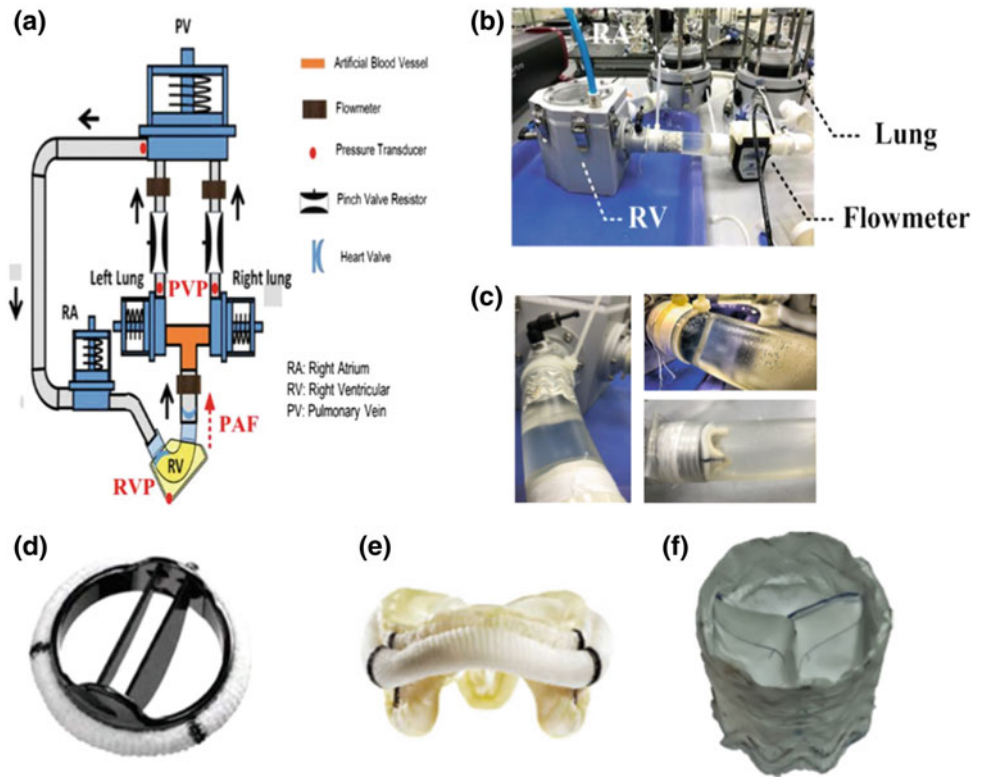 (a)
PV
Artificial Blood Vessel
Flowmeter
Pressure Transducer
Pinch Valve Resistor
Heart Valve
Left Lung
PVP
Right lung
RA
RA: Right Atrium
RV: Right Ventricular
PV: Pulmonary Vein
PAF
RV
RVP
(b)
RA
Lung
RV
Flowmeter
(c)
(d)
(e)
(f)